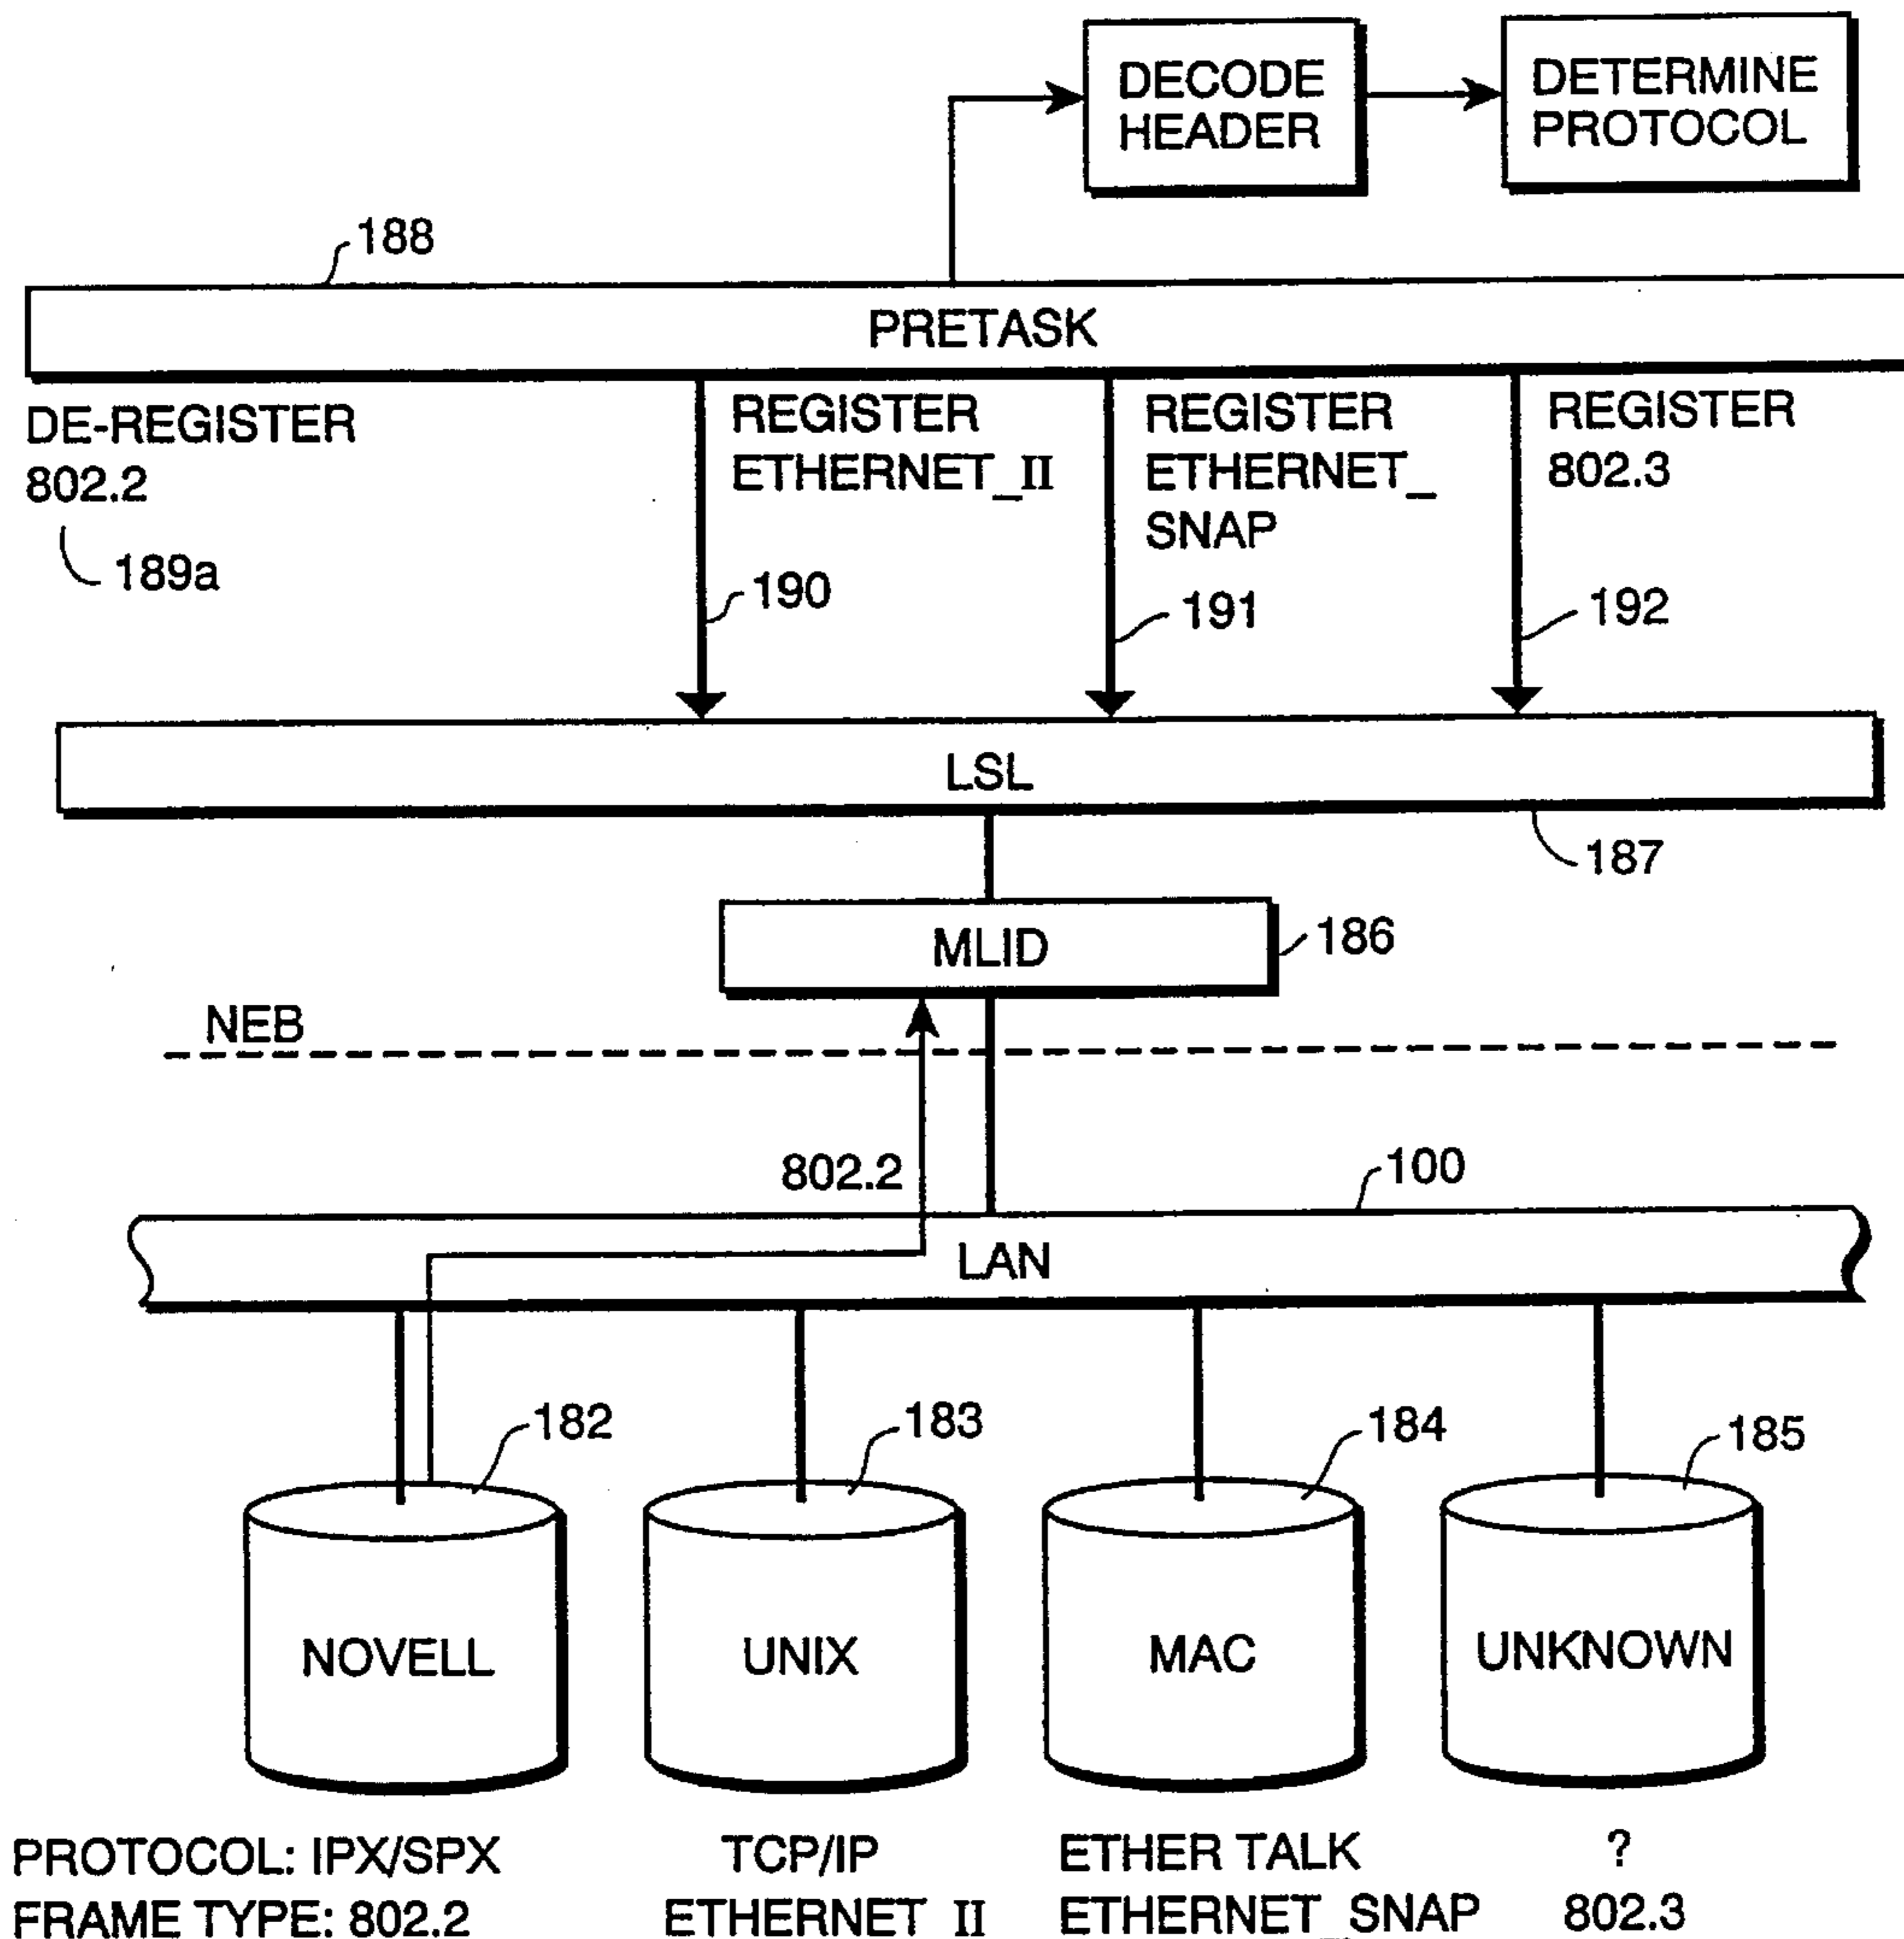 DECODE
HEADER
DETERMINE
PROTOCOL
188
PRETASK
DE-REGISTER
802.2
189a
REGISTER
ETHERNET_II
190
REGISTER
ETHERNET_
SNAP
191
REGISTER
802.3
192
LSL
187
MLID
186
NEB
802.2
100
LAN
182
183
184
185
NOVELL
UNIX
MAC
UNKNOWN
PROTOCOL: IPX/SPX
FRAME TYPE: 802.2
TCP/IP
ETHERNET_II
ETHER TALK
ETHERNET_SNAP
?
802.3